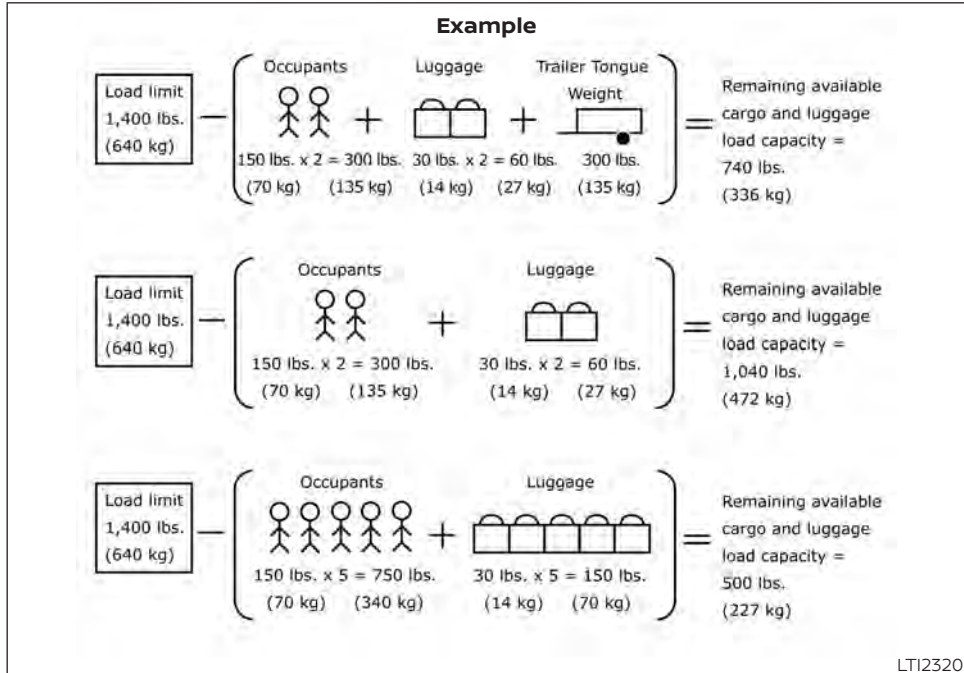 Example
Load limit
1,400 lbs.
(640 kg)
Occupants
150 lbs. x 2 = 300 lbs.
(70 kg) (135 kg)
Luggage
30 lbs. x 2 = 60 lbs.
(14 kg) (27 kg)
Trailer Tongue
Weight
300 lbs.
(135 kg)
Remaining available
cargo and luggage
load capacity =
740 lbs.
(336 kg)
Load limit
1,400 lbs.
(640 kg)
Occupants
150 lbs. x 2 = 300 lbs.
(70 kg) (135 kg)
Luggage
30 lbs. x 2 = 60 lbs.
(14 kg) (27 kg)
Remaining available
cargo and luggage
load capacity =
1,040 lbs.
(472 kg)
Load limit
1,400 lbs.
(640 kg)
Occupants
150 lbs. x 5 = 750 lbs.
(70 kg) (340 kg)
Luggage
30 lbs. x 5 = 150 lbs.
(14 kg) (70 kg)
Remaining available
cargo and luggage
load capacity =
500 lbs.
(227 kg)
LTI2320